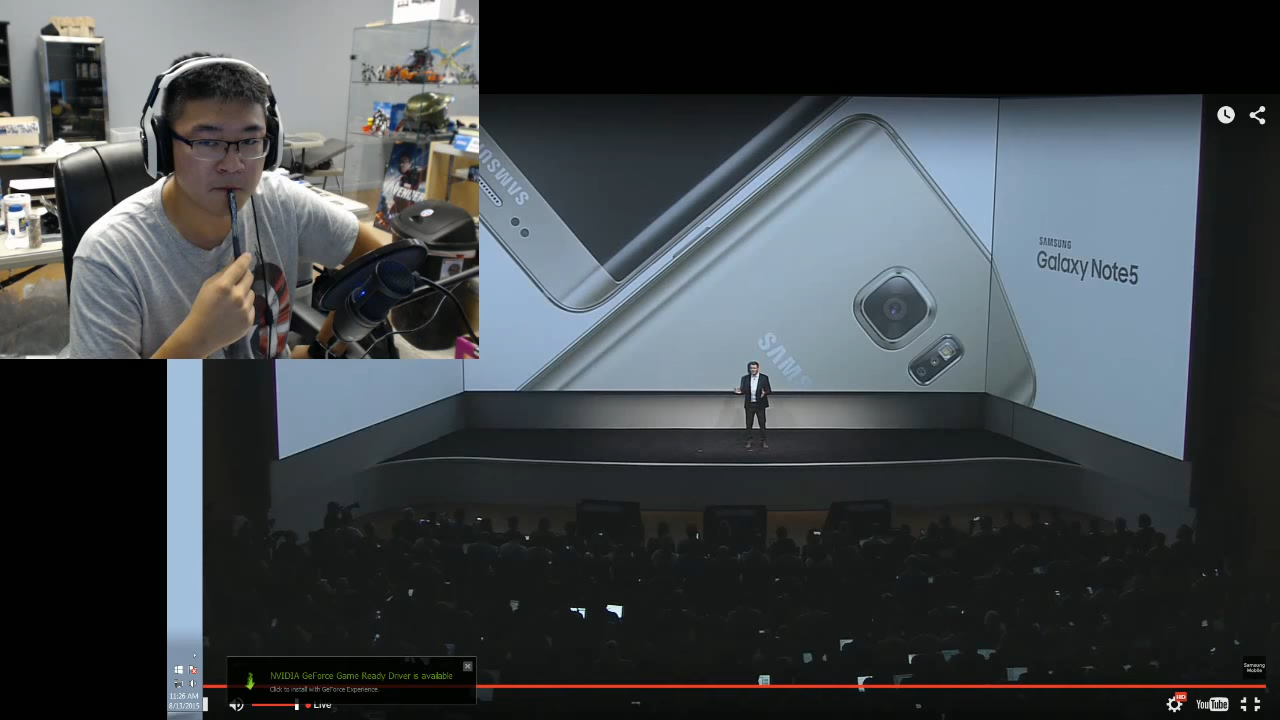 SAMSUNG
SAMSUNG
Galaxy Note5
SAMS
NVIDIA GeForce Game Ready Driver is available
Click to install with GeForce Experience.
11:26 AM
8/13/2015
Live
Samsung
Mobile
HD
YouTube